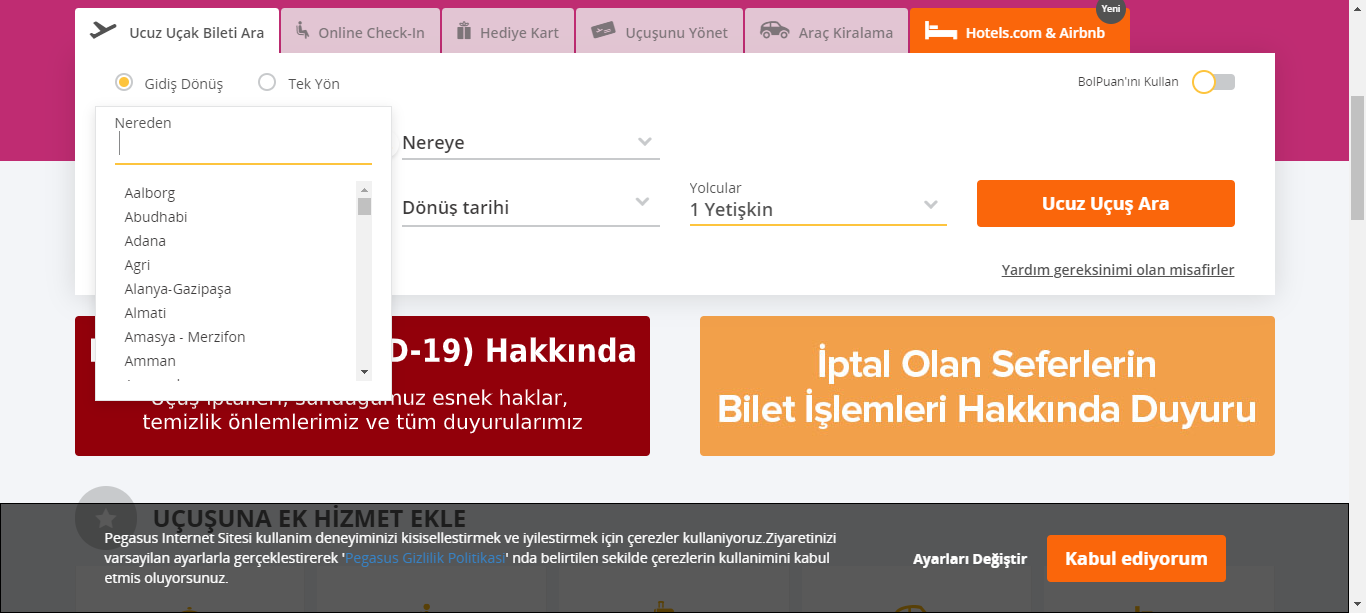 Yeni
Ucuz Uçak Bileti Ara
Online Check-In
Hediye Kart
Uçuşunu Yönet
Araç Kiralama
Hotels.com & Airbnb
Gidiş Dönüş
Tek Yön
BolPuan'ını Kullan
Nereden
Nereye
Aalborg
Abudhabi
Adana
Agri
Alanya-Gazipaşa
Almati
Amasya - Merzifon
Amman
Dönüş tarihi
Yolcular
1 Yetişkin
Ucuz Uçuş Ara
Yardım gereksinimi olan misafirler
D-19) Hakkında
Uçuş iptalleri, sunduğumuz esnek haklar,
temizlik önlemlerimiz ve tüm duyurularımız
İptal Olan Seferlerin
Bilet İşlemleri Hakkında Duyuru
UÇUŞUNA EK HİZMET EKLE
Pegasus Internet Sitesi kullanim deneyiminizi kisisellestirmek ve iyilestirmek için çerezler kullaniyoruz.Ziyaretinizi
varsayilan ayarlarla gerçeklestirerek 'Pegasus Gizlilik Politikasi' nda belirtilen sekilde çerezlerin kullanimini kabul
etmis oluyorsunuz.
Ayarları Değiştir
Kabul ediyorum